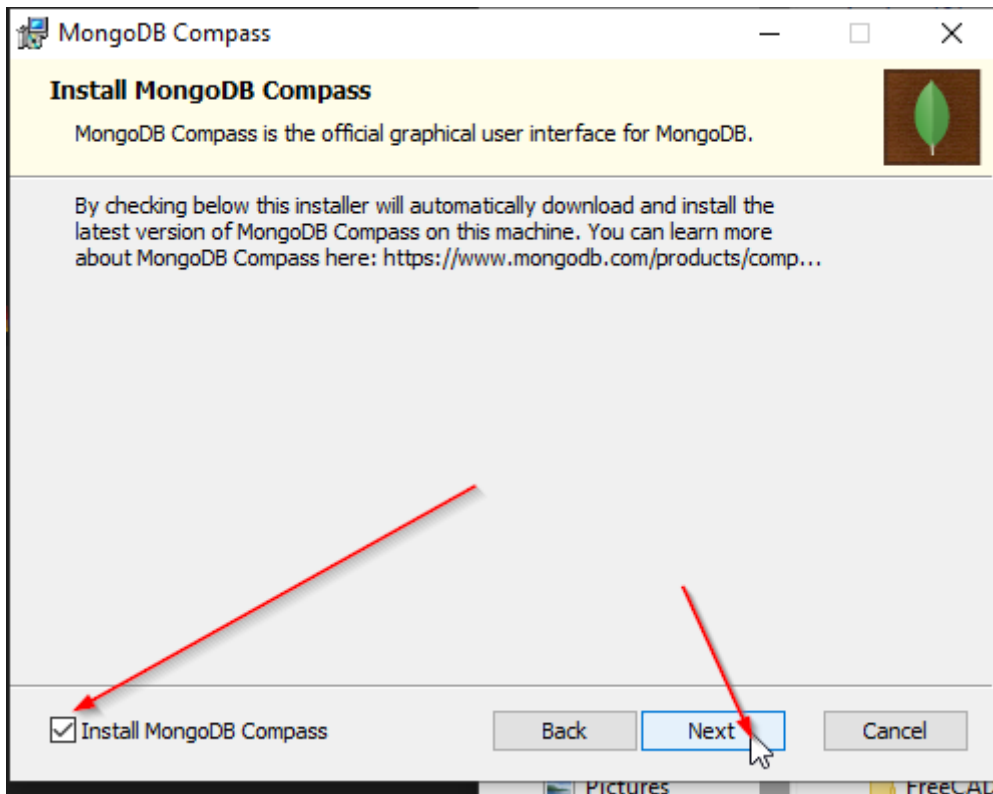 MongoDB Compass
Install MongoDB Compass
MongoDB Compass is the official graphical user interface for MongoDB.
By checking below this installer will automatically download and install the
latest version of MongoDB Compass on this machine. You can learn more
about MongoDB Compass here: https://www.mongodb.com/products/comp...
Install MongoDB Compass
Back
Next
Cancel
Pictures
FreeCAD